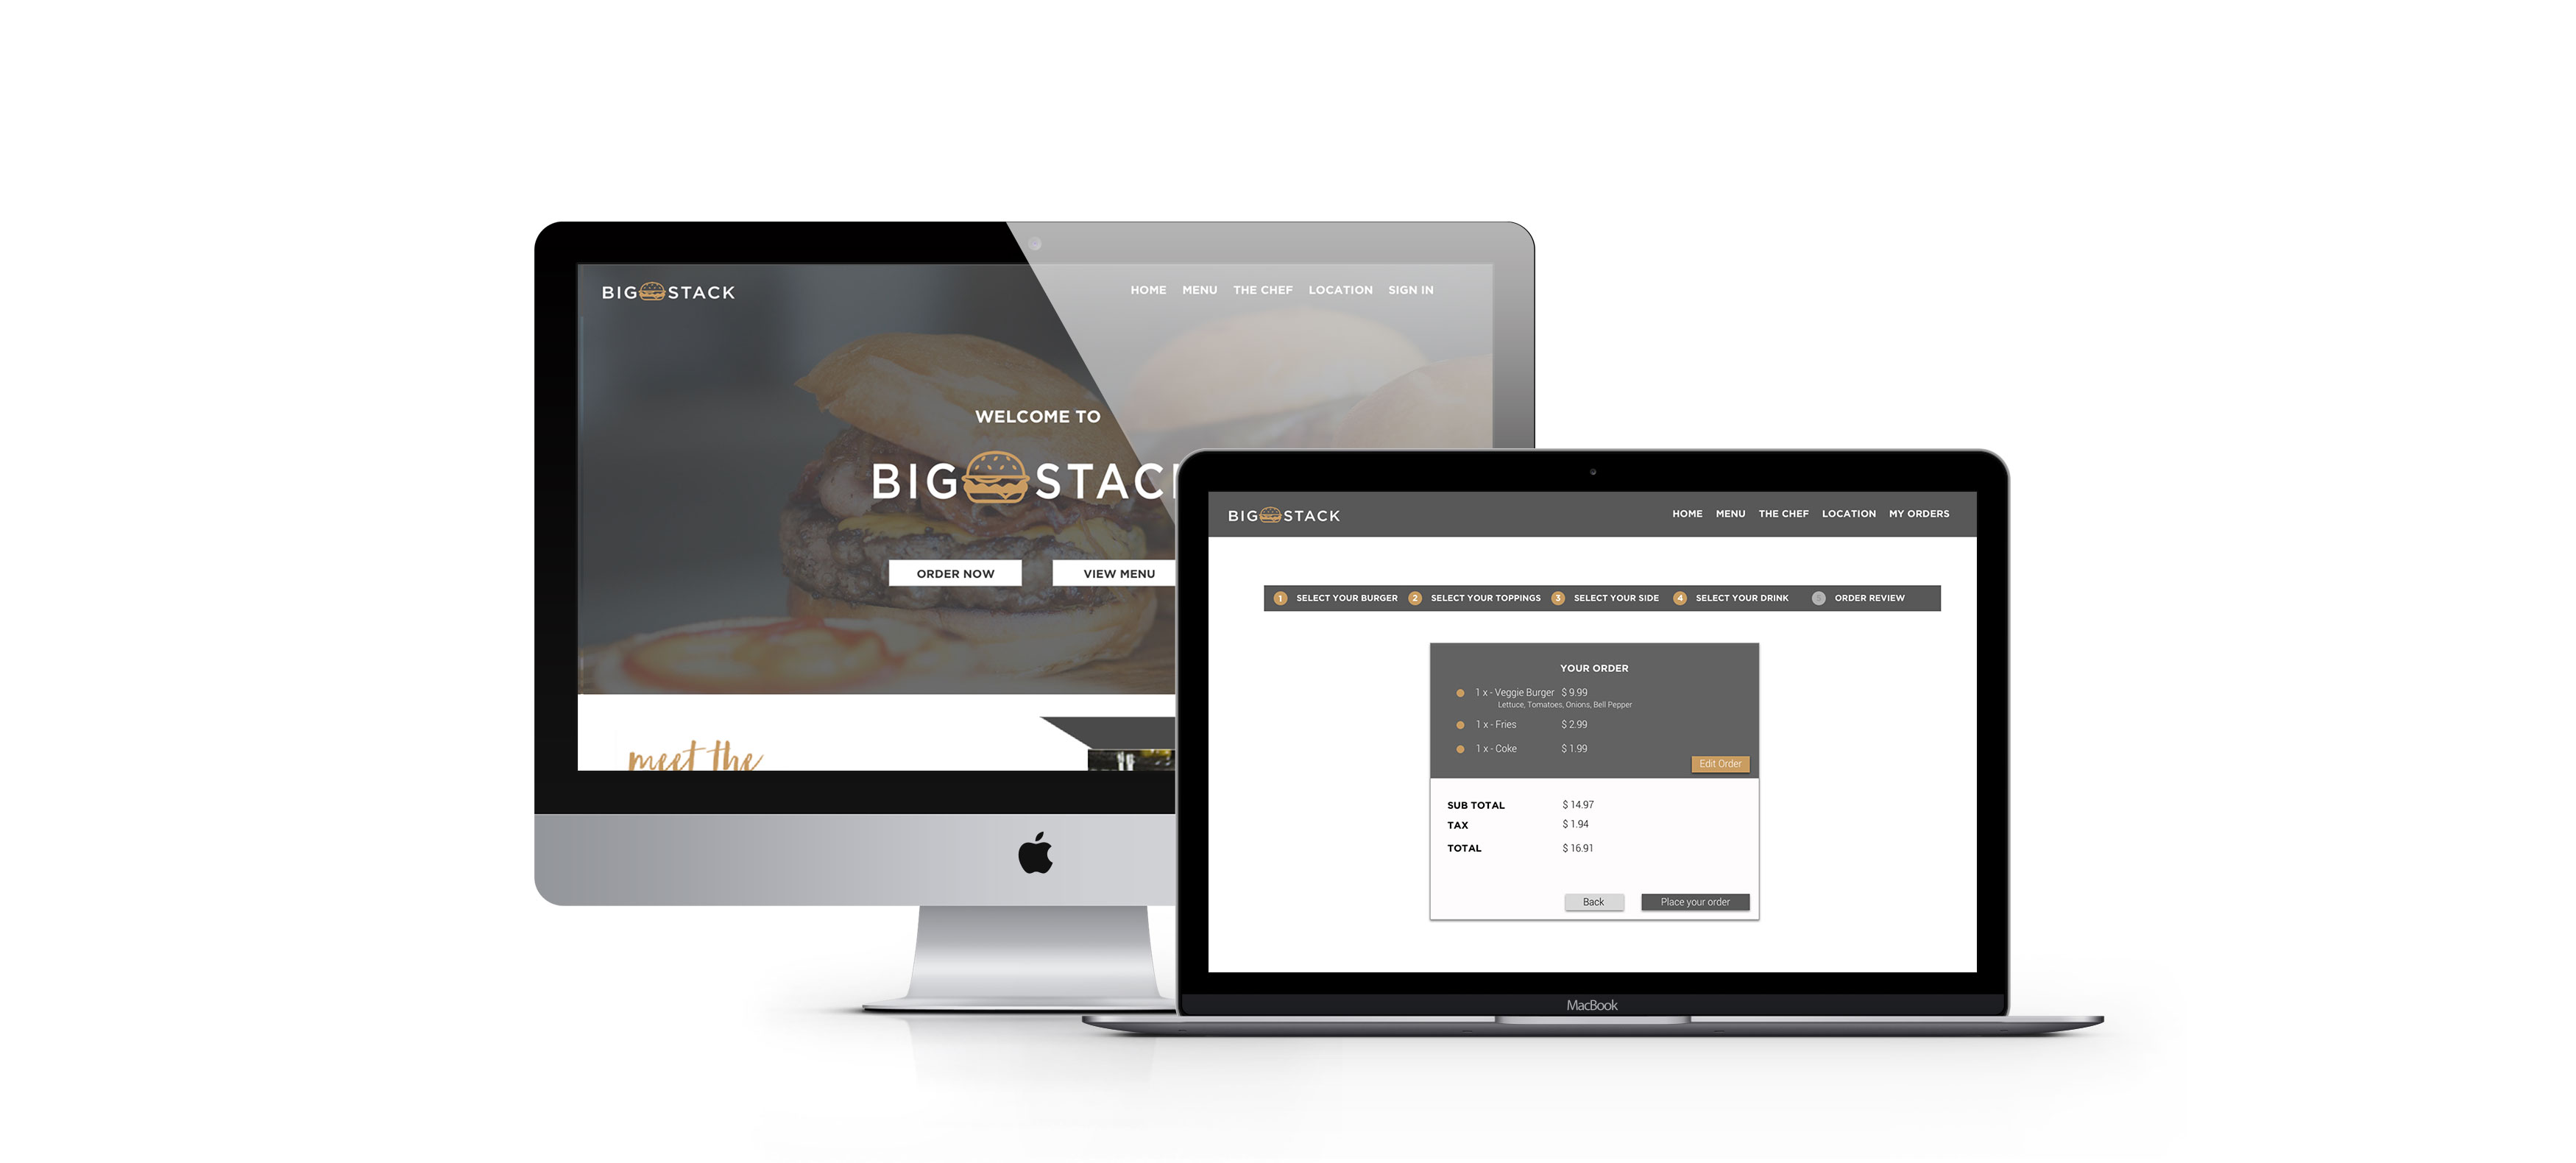 BIG STACK
HOME MENU THE CHEF LOCATION SIGN IN
WELCOME TO
BIG STACK
ORDER NOW VIEW MENU
meet the
BIG STACK
HOME MENU THE CHEF LOCATION MY ORDERS
1 SELECT YOUR BURGER 2 SELECT YOUR TOPPINGS 3 SELECT YOUR SIDE 4 SELECT YOUR DRINK ORDER REVIEW
YOUR ORDER
1 x - Veggie Burger $ 9.99
Lettuce, Tomatoes, Onions, Bell Pepper
1 x - Fries $ 2.99
1 x - Coke $ 1.99
Edit Order
SUB TOTAL $ 14.97
TAX $ 1.94
TOTAL $ 16.91
Back Place your order
MacBook